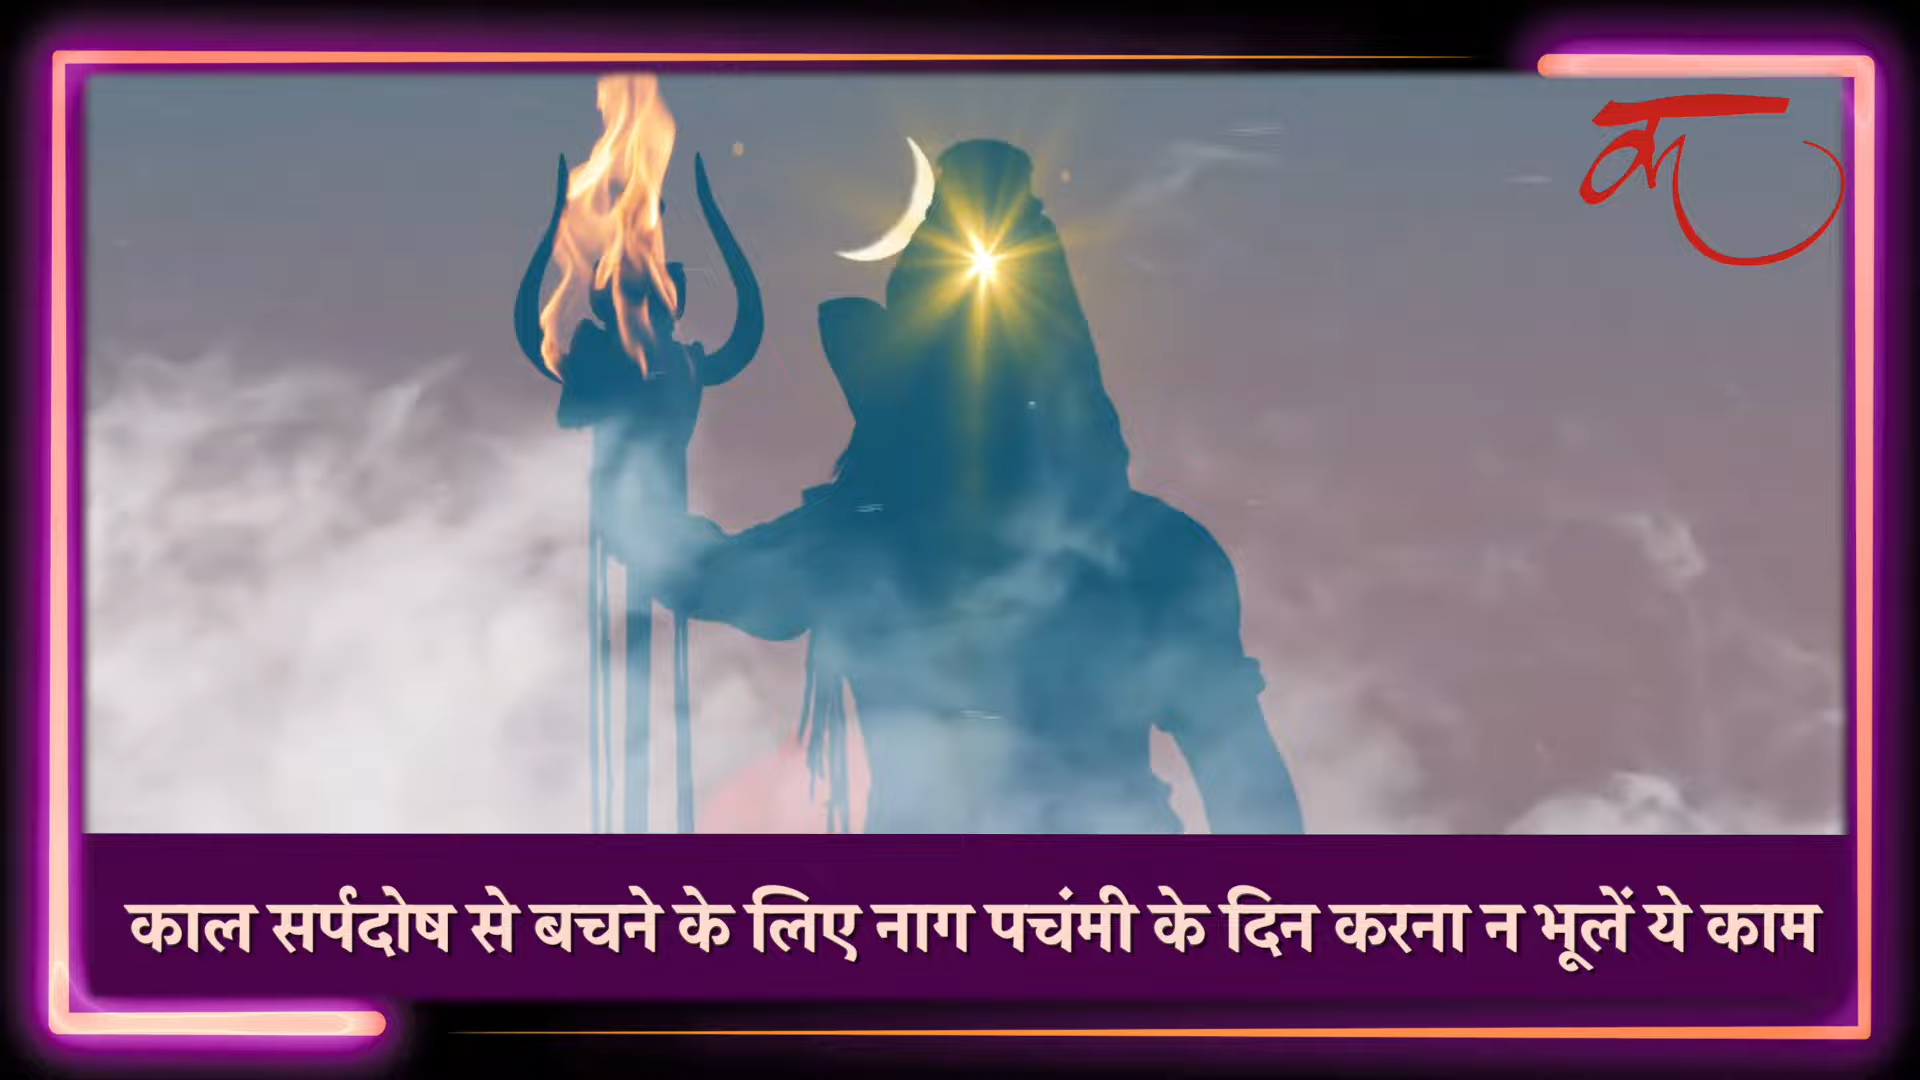 क
काल सर्पदोष से बचने के लिए नाग पचंमी के दिन करना न भूलें ये काम